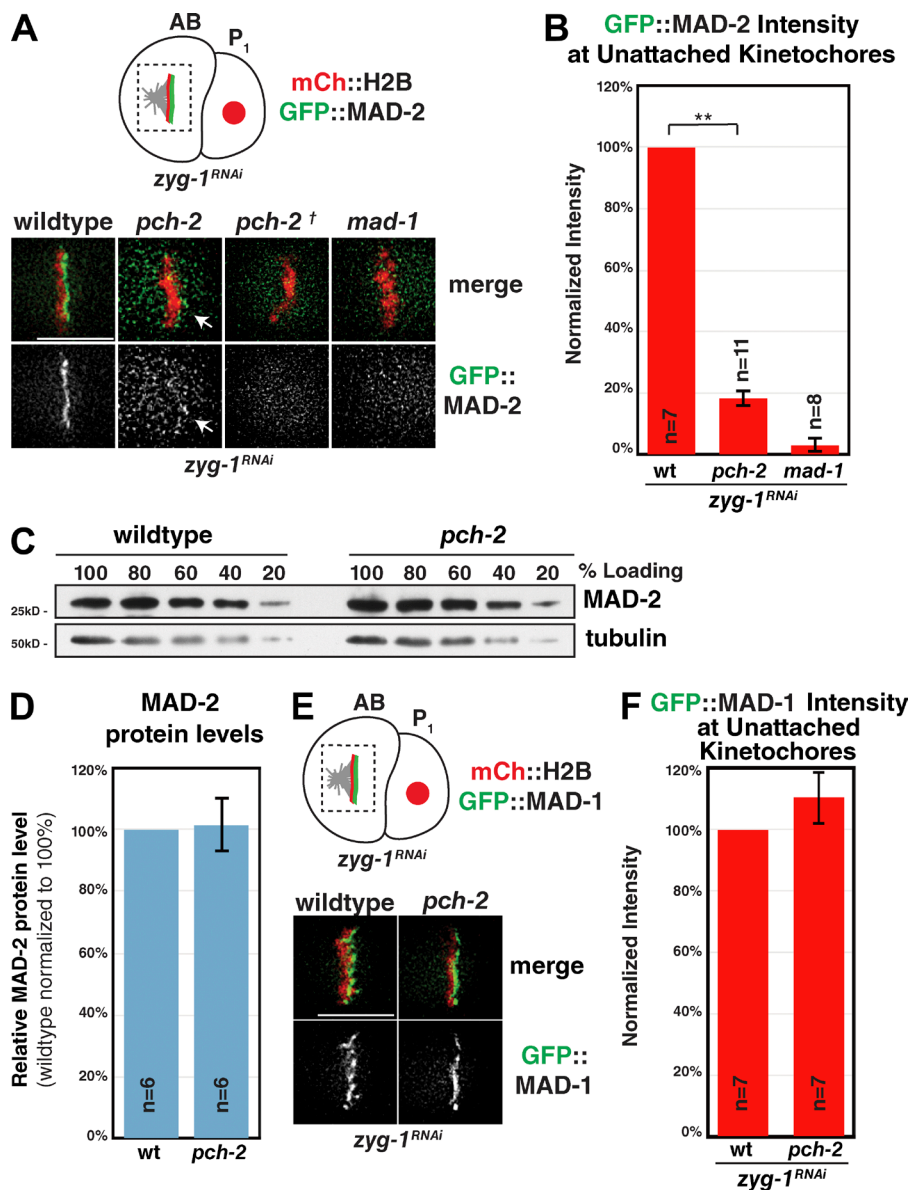 A
AB
P1
mCh::H2B
GFP::MAD-2
zyg-1RNAi
wildtype pch-2 pch-2 † mad-1
merge
GFP::
MAD-2
zyg-1RNAi
B
GFP::MAD-2 Intensity
at Unattached Kinetochores
Normalized Intensity
120%
100%
80%
60%
40%
20%
0%
**
n=7
n=11
n=8
wt pch-2 mad-1
zyg-1RNAi
C
wildtype pch-2
100 80 60 40 20 100 80 60 40 20 % Loading
25kD - MAD-2
50kD - tubulin
D
MAD-2
protein levels
Relative MAD-2 protein level
(wildtype normalized to 100%)
120%
100%
80%
60%
40%
20%
0%
n=6
n=6
wt pch-2
E
AB
P1
mCh::H2B
GFP::MAD-1
zyg-1RNAi
wildtype pch-2
merge
GFP::
MAD-1
zyg-1RNAi
F
GFP::MAD-1 Intensity
at Unattached
Kinetochores
Normalized Intensity
120%
100%
80%
60%
40%
20%
0%
n=7
n=7
wt pch-2
zyg-1RNAi